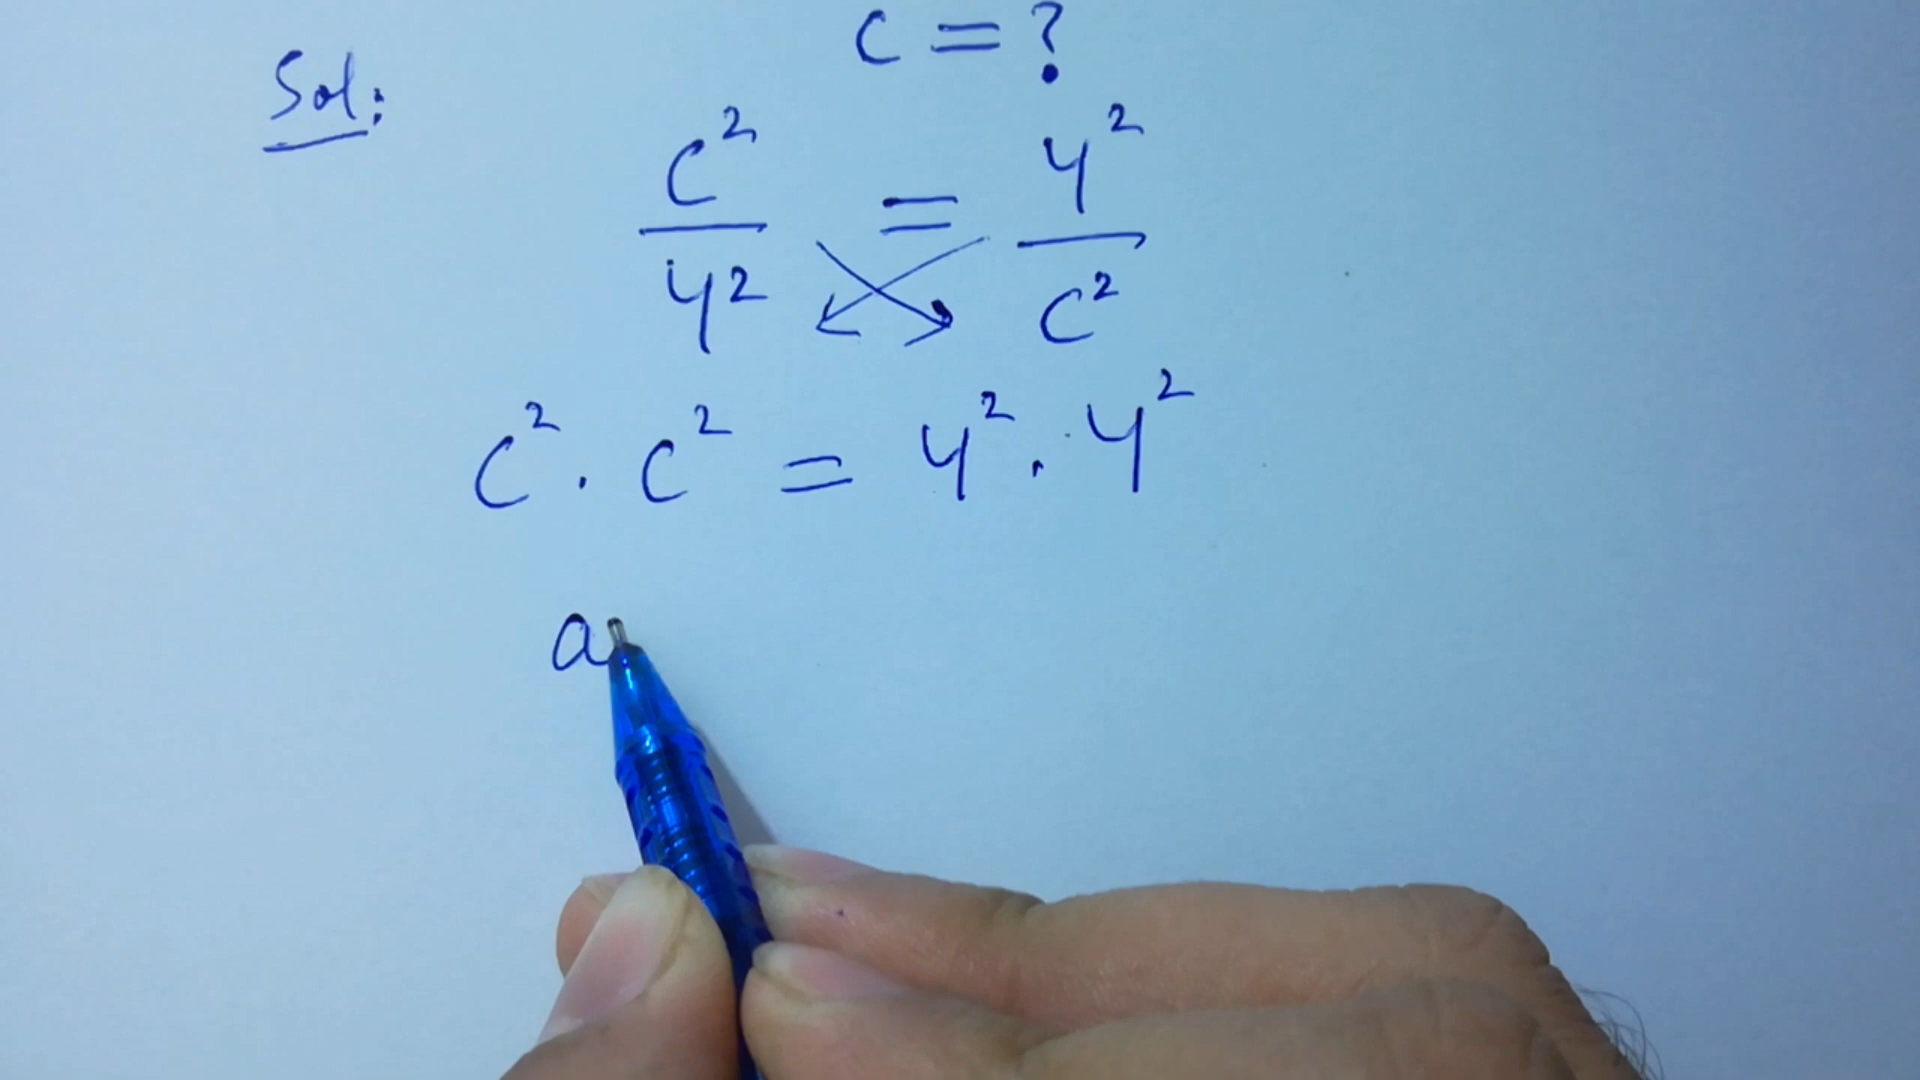 c = ?
Sol:
c² / 4² = 4² / c²
c² . c² = 4² . 4²
a